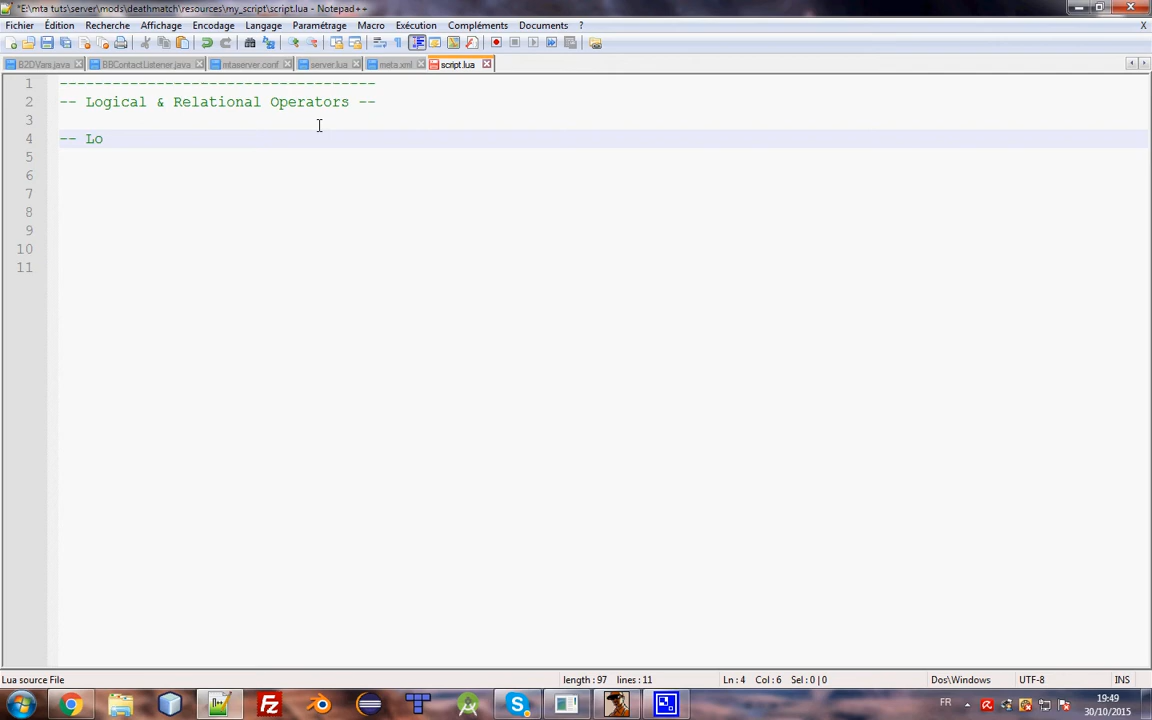 *E:\mta tuts\server\mods\deathmatch\resources\my_script\script.lua - Notepad++
Fichier Édition Recherche Affichage Encodage Langage Paramétrage Macro Exécution Compléments Documents ? X
B2DVars.java BBContactListener.java mtaserver.conf server.lua meta.xml script.lua
1 ------------------------------------
2 -- Logical & Relational Operators --
3
4 -- Lo
5
6
7
8
9
10
11
Lua source File length : 97 lines : 11 Ln : 4 Col : 6 Sel : 0 | 0 Dos\Windows UTF-8 INS
FR 19:49
30/10/2015